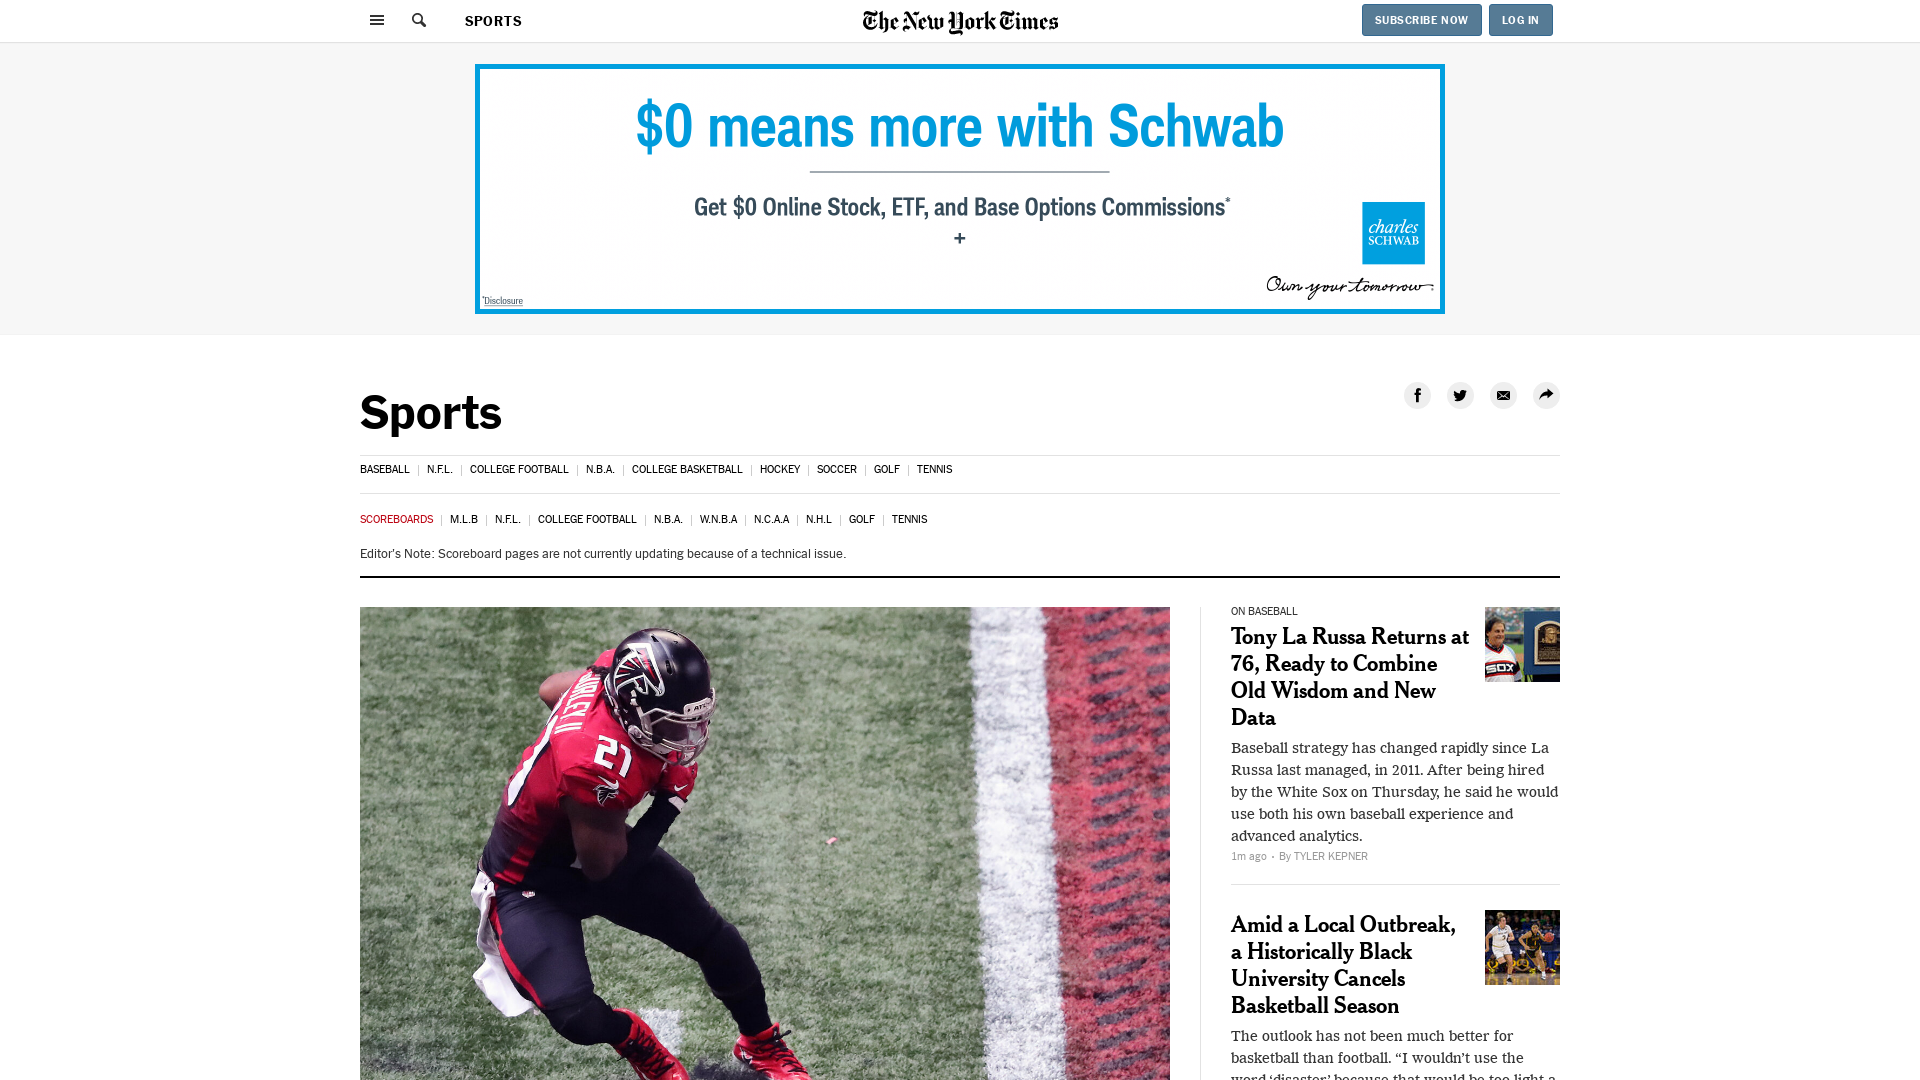 SPORTS
The New York Times
SUBSCRIBE NOW
LOG IN
$0 means more with Schwab
Get $0 Online Stock, ETF, and Base Options Commissions*
+
charles
SCHWAB
Own your tomorrow
*Disclosure
Sports
BASEBALL
N.F.L.
COLLEGE FOOTBALL
N.B.A.
COLLEGE BASKETBALL
HOCKEY
SOCCER
GOLF
TENNIS
SCOREBOARDS
M.L.B
N.F.L.
COLLEGE FOOTBALL
N.B.A.
W.N.B.A
N.C.A.A
N.H.L
GOLF
TENNIS
Editor's Note: Scoreboard pages are not currently updating because of a technical issue.
GURLEY II
21
ON BASEBALL
Tony La Russa Returns at
76, Ready to Combine
Old Wisdom and New
Data
SOX
Baseball strategy has changed rapidly since La
Russa last managed, in 2011. After being hired
by the White Sox on Thursday, he said he would
use both his own baseball experience and
advanced analytics.
1m ago • By TYLER KEPNER
Amid a Local Outbreak,
a Historically Black
University Cancels
Basketball Season
The outlook has not been much better for
basketball than football. “I wouldn’t use the
word ‘disaster’ because that would be too light a